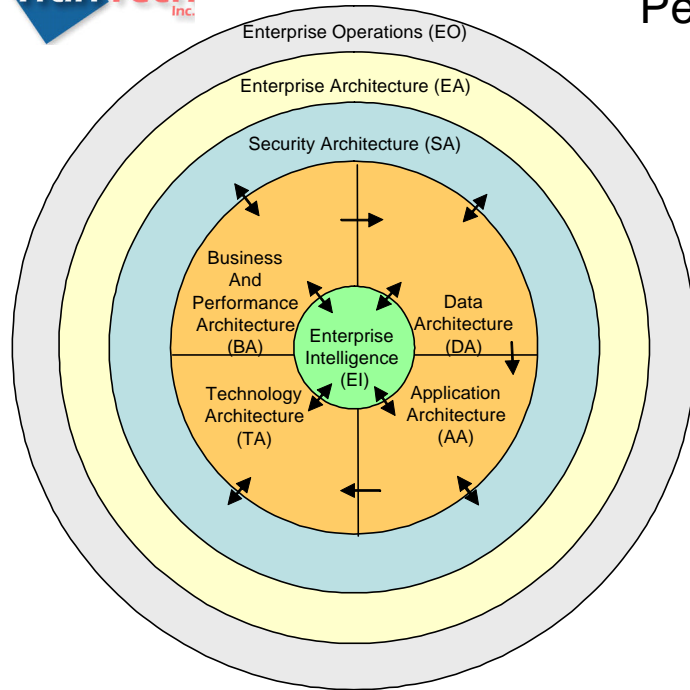 Inc.
Pe
Enterprise Operations (EO)
Enterprise Architecture (EA)
Security Architecture (SA)
Business
And
Performance
Architecture
(BA)
Data
Architecture
(DA)
Enterprise
Intelligence
(EI)
Technology
Architecture
(TA)
Application
Architecture
(AA)